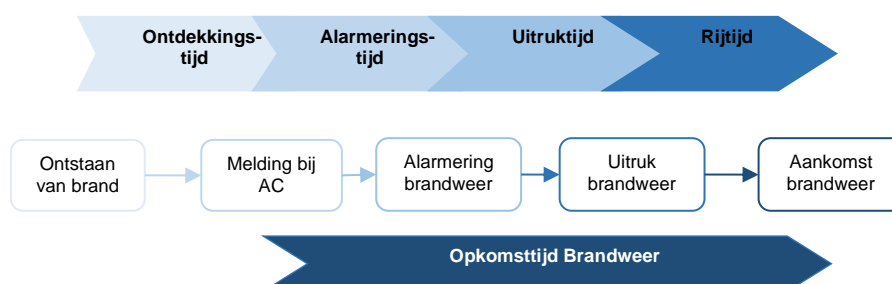 Ontdekkings-
tijd
Alarmerings-
tijd
Uitruktijd
Rijtijd
Ontstaan
van brand
Melding bij
AC
Alarmering
brandweer
Uitruk
brandweer
Aankomst
brandweer
Opkomsttijd Brandweer